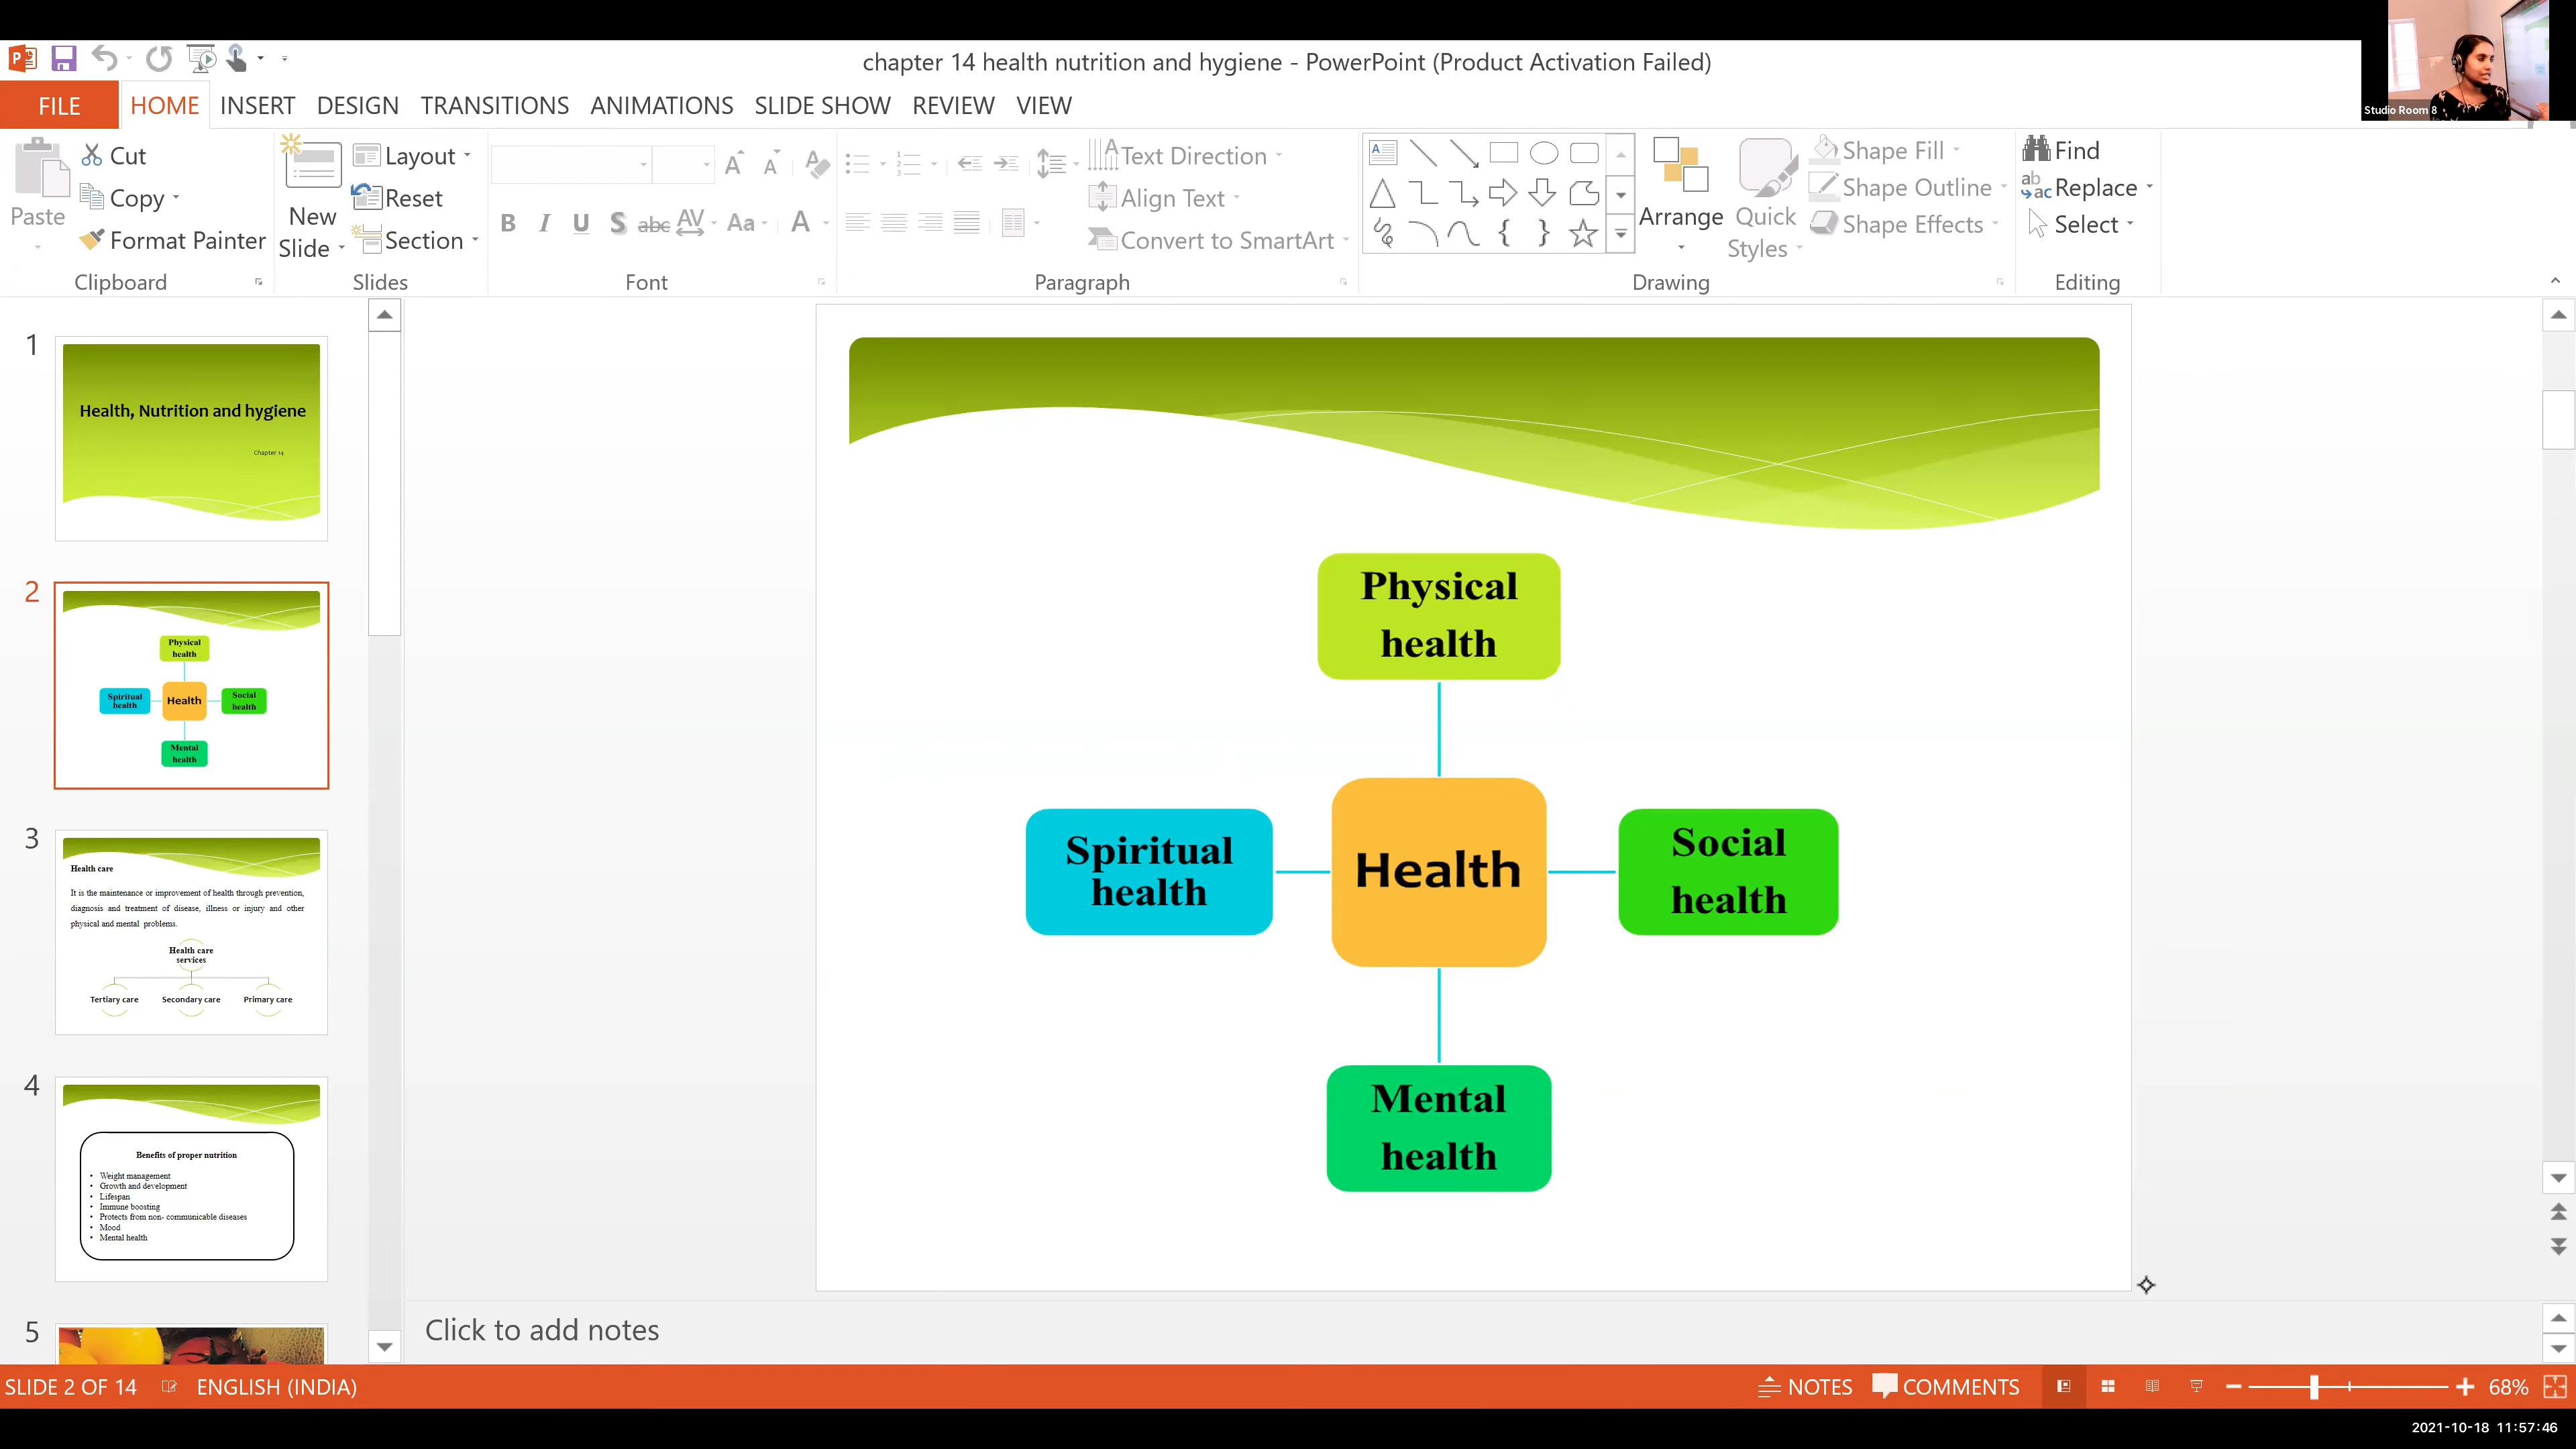 chapter 14 health nutrition and hygiene - PowerPoint (Product Activation Failed)
Studio Room 8
FILE HOME INSERT DESIGN TRANSITIONS ANIMATIONS SLIDE SHOW REVIEW VIEW
Paste
Cut
Copy
Format Painter
Clipboard
New
Slide
Layout
Reset
Section
Slides
B I U S abc AV Aa A
Font
Text Direction
Align Text
Convert to SmartArt
Paragraph
Arrange
Quick
Styles
Shape Fill
Shape Outline
Shape Effects
Drawing
Find
Replace
Select
Editing
1
Health, Nutrition and hygiene
Chapter 14
2
Physical
health
Spiritual
health
Health
Social
health
Mental
health
3
Health care
It is the maintenance or improvement of health through prevention,
diagnosis and treatment of disease, illness or injury and other
physical and mental problems.
Health care
services
Tertiary care Secondary care Primary care
4
Benefits of proper nutrition
• Weight management
• Growth and development
• Lifespan
• Immune boosting
• Protects from non- communicable diseases
• Mood
• Mental health
5
Physical
health
Spiritual
health
Health
Social
health
Mental
health
Click to add notes
SLIDE 2 OF 14 ENGLISH (INDIA) NOTES COMMENTS 68%
2021-10-18 11:57:46